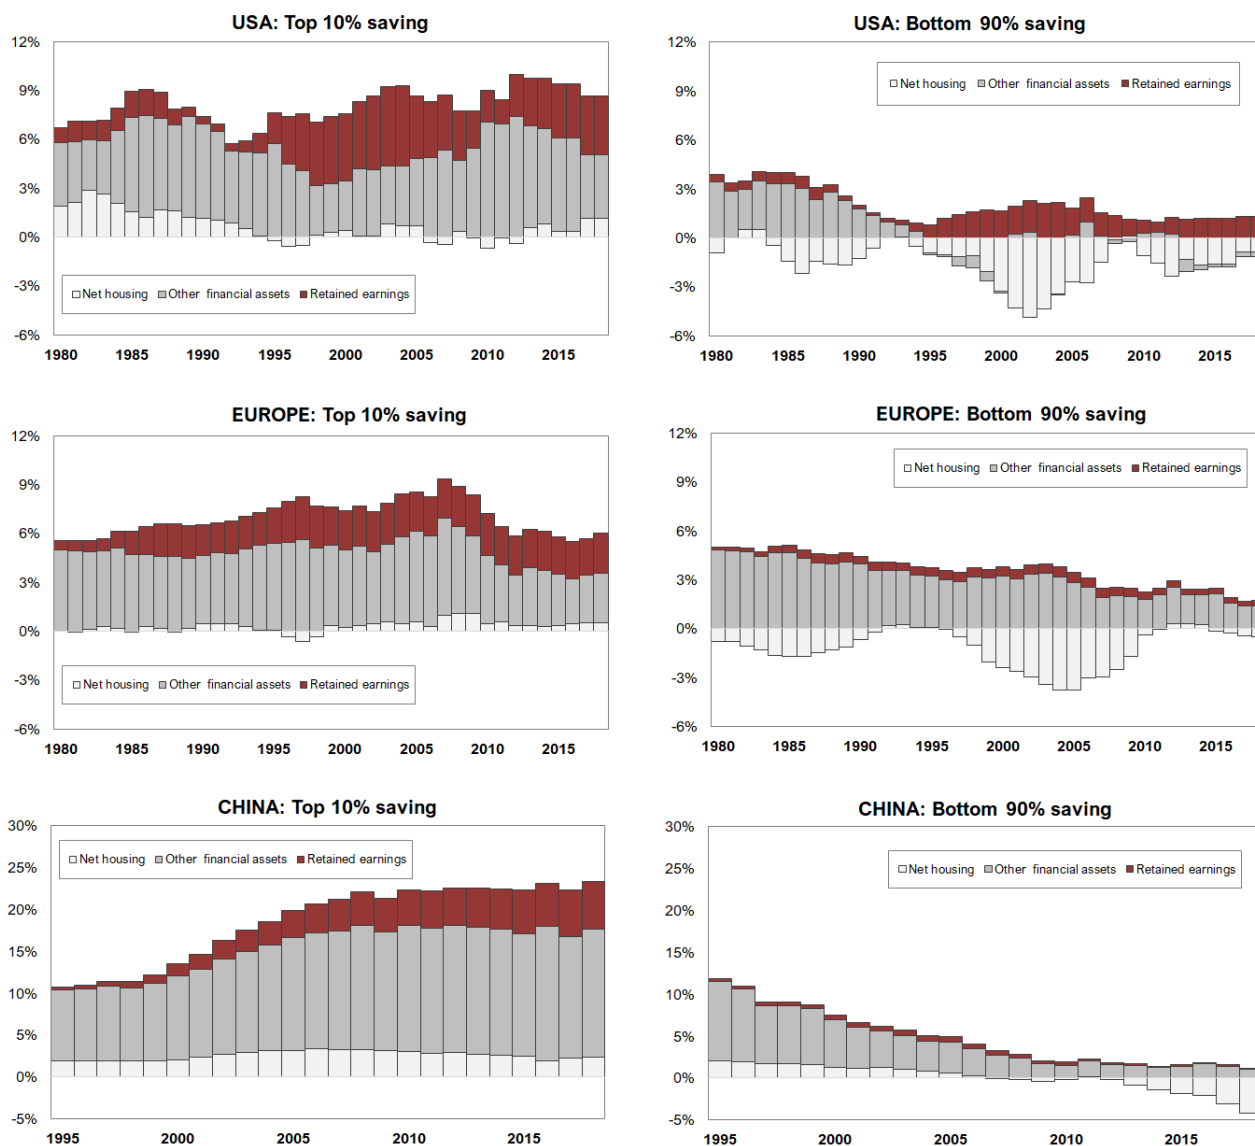 USA: Top 10% saving
12%
9%
6%
3%
0%
-3%
-6%
Net housing Other financial assets Retained earnings
1980 1985 1990 1995 2000 2005 2010 2015
USA: Bottom 90% saving
12%
9%
6%
3%
0%
-3%
-6%
Net housing Other financial assets Retained earnings
1980 1985 1990 1995 2000 2005 2010 2015
EUROPE: Top 10% saving
12%
9%
6%
3%
0%
-3%
-6%
Net housing Other financial assets Retained earnings
1980 1985 1990 1995 2000 2005 2010 2015
EUROPE: Bottom 90% saving
12%
9%
6%
3%
0%
-3%
-6%
Net housing Other financial assets Retained earnings
1980 1985 1990 1995 2000 2005 2010 2015
CHINA: Top 10% saving
30%
25%
20%
15%
10%
5%
0%
-5%
Net housing Other financial assets Retained earnings
1995 2000 2005 2010 2015
CHINA: Bottom 90% saving
30%
25%
20%
15%
10%
5%
0%
-5%
Net housing Other financial assets Retained earnings
1995 2000 2005 2010 2015